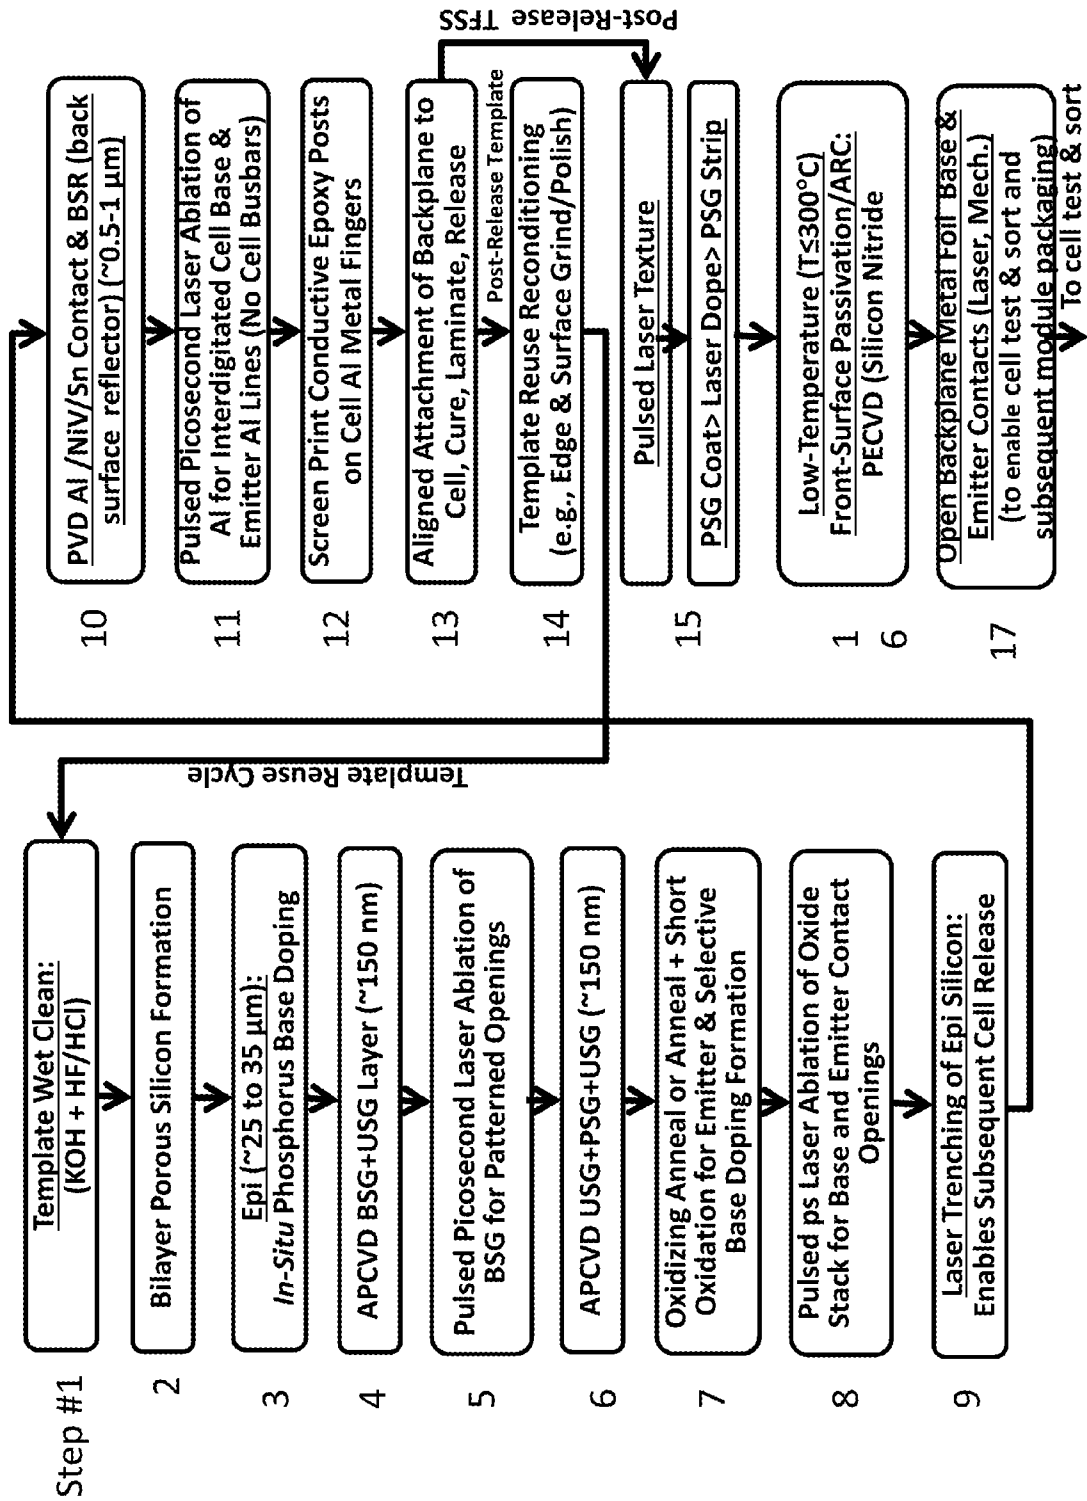 Step #1
Template Wet Clean:
(KOH + HF/HCl)
2
Bilayer Porous Silicon Formation
3
Epi (~25 to 35 µm):
In-Situ Phosphorus Base Doping
4
APCVD BSG+USG Layer (~150 nm)
5
Pulsed Picosecond Laser Ablation of
BSG for Patterned Openings
6
APCVD USG+PSG+USG (~150 nm)
7
Oxidizing Anneal or Anneal + Short
Oxidation for Emitter & Selective
Base Doping Formation
8
Pulsed ps Laser Ablation of Oxide
Stack for Base and Emitter Contact
Openings
9
Laser Trenching of Epi Silicon:
Enables Subsequent Cell Release
Template Reuse Cycle
10
PVD Al /NiV/Sn Contact & BSR (back
surface reflector) (~0.5-1 µm)
11
Pulsed Picosecond Laser Ablation of
Al for Interdigitated Cell Base &
Emitter Al Lines (No Cell Busbars)
12
Screen Print Conductive Epoxy Posts
on Cell Al Metal Fingers
13
Aligned Attachment of Backplane to
Cell, Cure, Laminate, Release
Post-Release Template
Post-Release TFSS
14
Template Reuse Reconditioning
(e.g., Edge & Surface Grind/Polish)
15
Pulsed Laser Texture
PSG Coat> Laser Dope> PSG Strip
1
6
Low-Temperature (T≤300°C)
Front-Surface Passivation/ARC:
PECVD (Silicon Nitride
17
Open Backplane Metal Foil Base &
Emitter Contacts (Laser, Mech.)
(to enable cell test & sort and
subsequent module packaging)
To cell test & sort